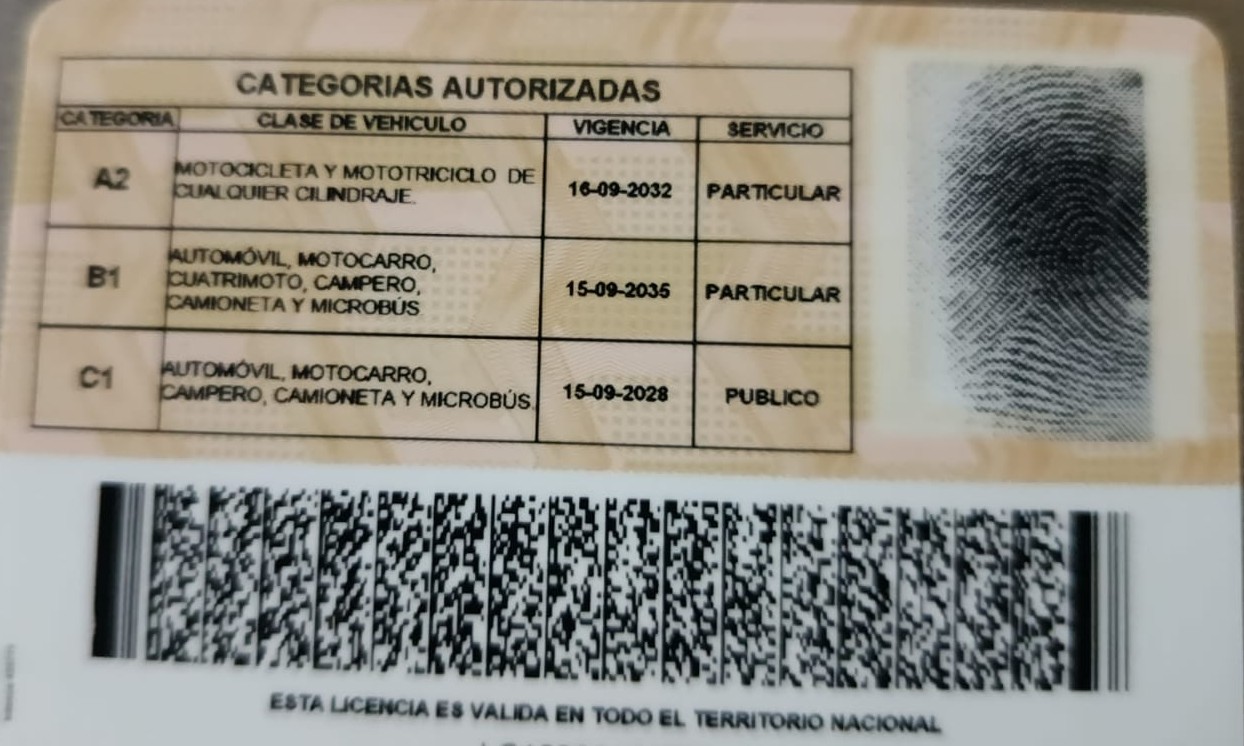 CATEGORIAS AUTORIZADAS
CATEGORIA CLASE DE VEHICULO VIGENCIA SERVICIO
A2 MOTOCICLETA Y MOTOTRICICLO DE CUALQUIER CILINDRAJE. 16-09-2032 PARTICULAR
B1 AUTOMÓVIL, MOTOCARRO, CUATRIMOTO, CAMPERO, CAMIONETA Y MICROBÚS 15-09-2035 PARTICULAR
C1 AUTOMÓVIL, MOTOCARRO, CAMPERO, CAMIONETA Y MICROBÚS. 15-09-2028 PUBLICO
ESTA LICENCIA ES VALIDA EN TODO EL TERRITORIO NACIONAL